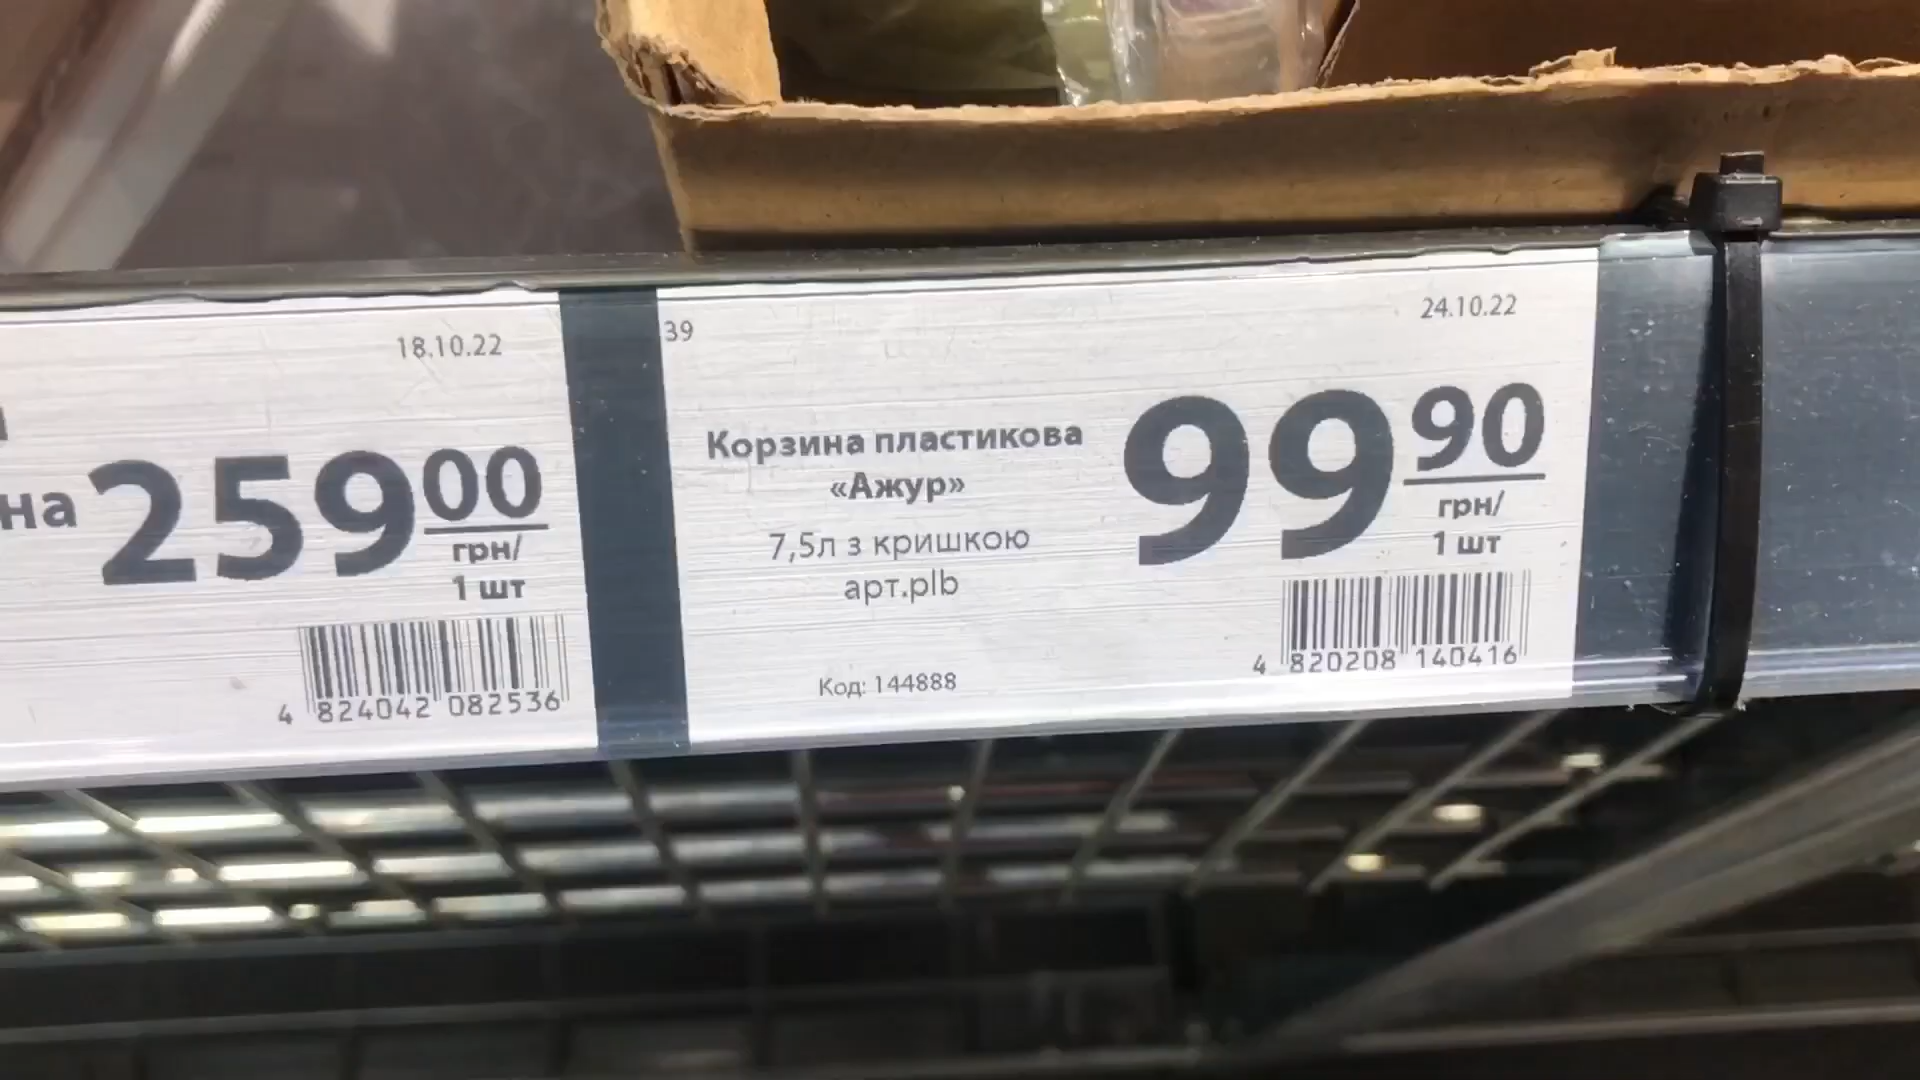 18.10.22
на 259 00
грн/
1 шт
4 824042 082536
39
24.10.22
Корзина пластикова
«Ажур»
7,5л з кришкою
арт.plb
99 90
грн/
1 шт
4 820208 140416
Код: 144888